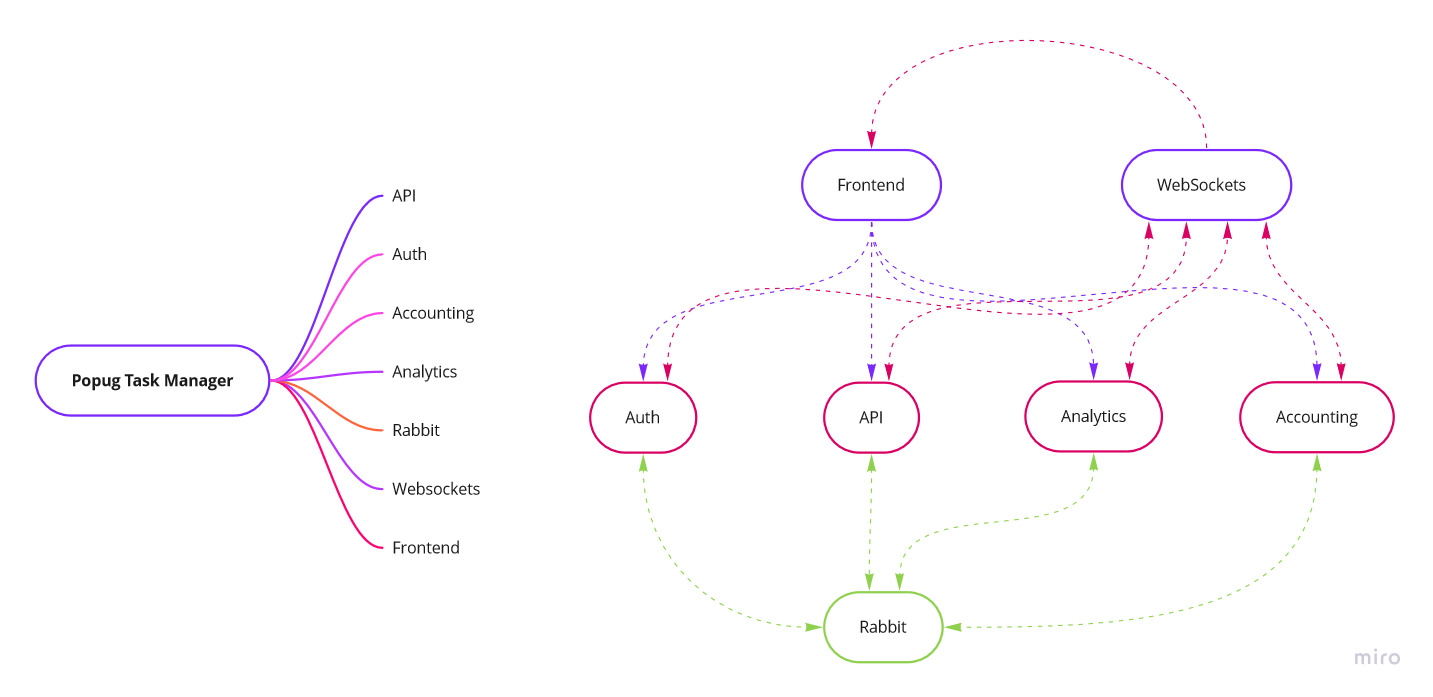 Popug Task Manager
API
Auth
Accounting
Analytics
Rabbit
Websockets
Frontend
Frontend
WebSockets
Auth
API
Analytics
Accounting
Rabbit
miro